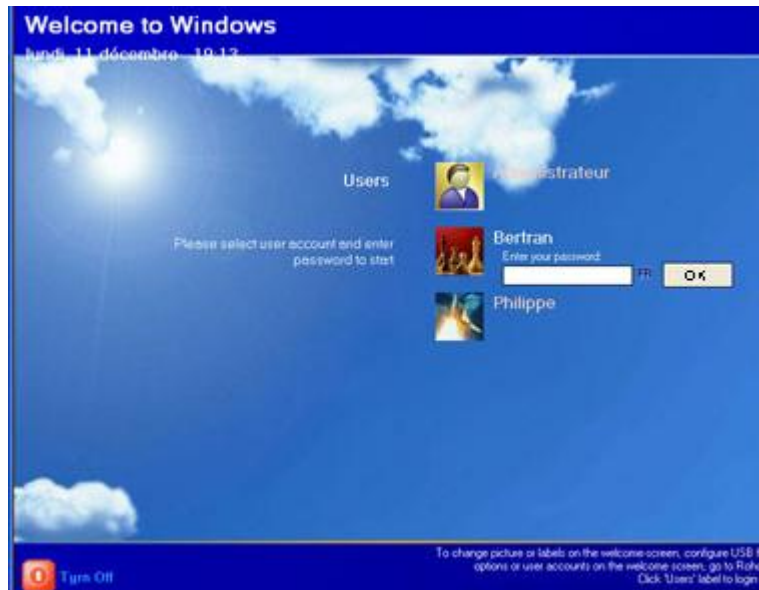 Welcome to Windows
lundi, 11 décembre 19:13
Users
Administrateur
Please select user account and enter
password to start
Bertran
Enter your password:
FR
OK
Philippe
To change picture or labels on the welcome screen, configure USB
options or user accounts on the welcome screen, go to
Click 'Users' label to login
Turn Off